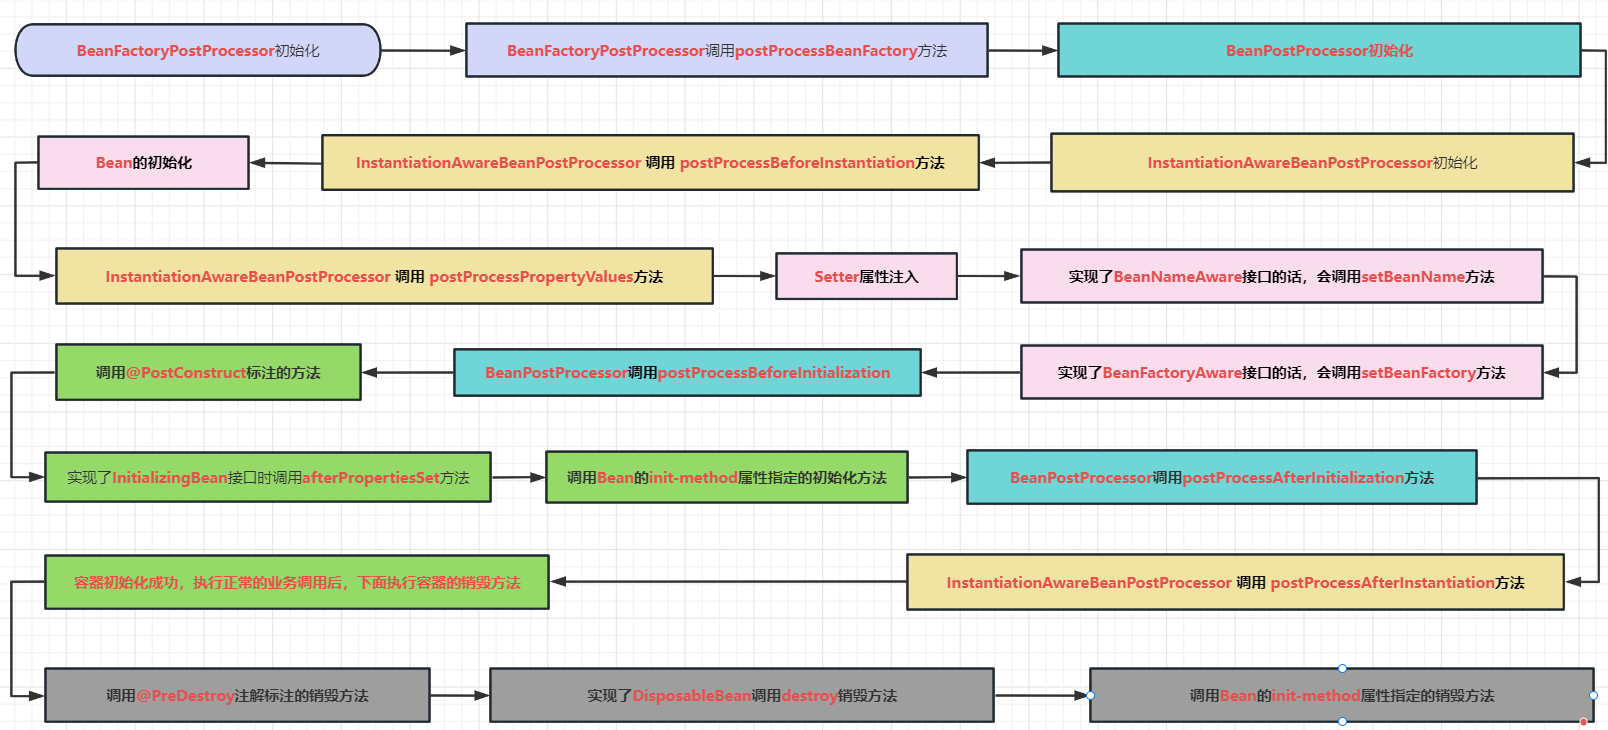 BeanFactoryPostProcessor初始化
BeanFactoryPostProcessor调用postProcessBeanFactory方法
BeanPostProcessor初始化
InstantiationAwareBeanPostProcessor初始化
InstantiationAwareBeanPostProcessor 调用 postProcessBeforeInstantiation方法
Bean的初始化
InstantiationAwareBeanPostProcessor 调用 postProcessPropertyValues方法
Setter属性注入
实现了BeanNameAware接口的话，会调用setBeanName方法
实现了BeanFactoryAware接口的话，会调用setBeanFactory方法
BeanPostProcessor调用postProcessBeforeInitialization
调用@PostConstruct标注的方法
实现了InitializingBean接口时调用afterPropertiesSet方法
调用Bean的init-method属性指定的初始化方法
BeanPostProcessor调用postProcessAfterInitialization方法
InstantiationAwareBeanPostProcessor 调用 postProcessAfterInstantiation方法
容器初始化成功，执行正常的业务调用后，下面执行容器的销毁方法
调用@PreDestroy注解标注的销毁方法
实现了DisposableBean调用destroy销毁方法
调用Bean的init-method属性指定的销毁方法